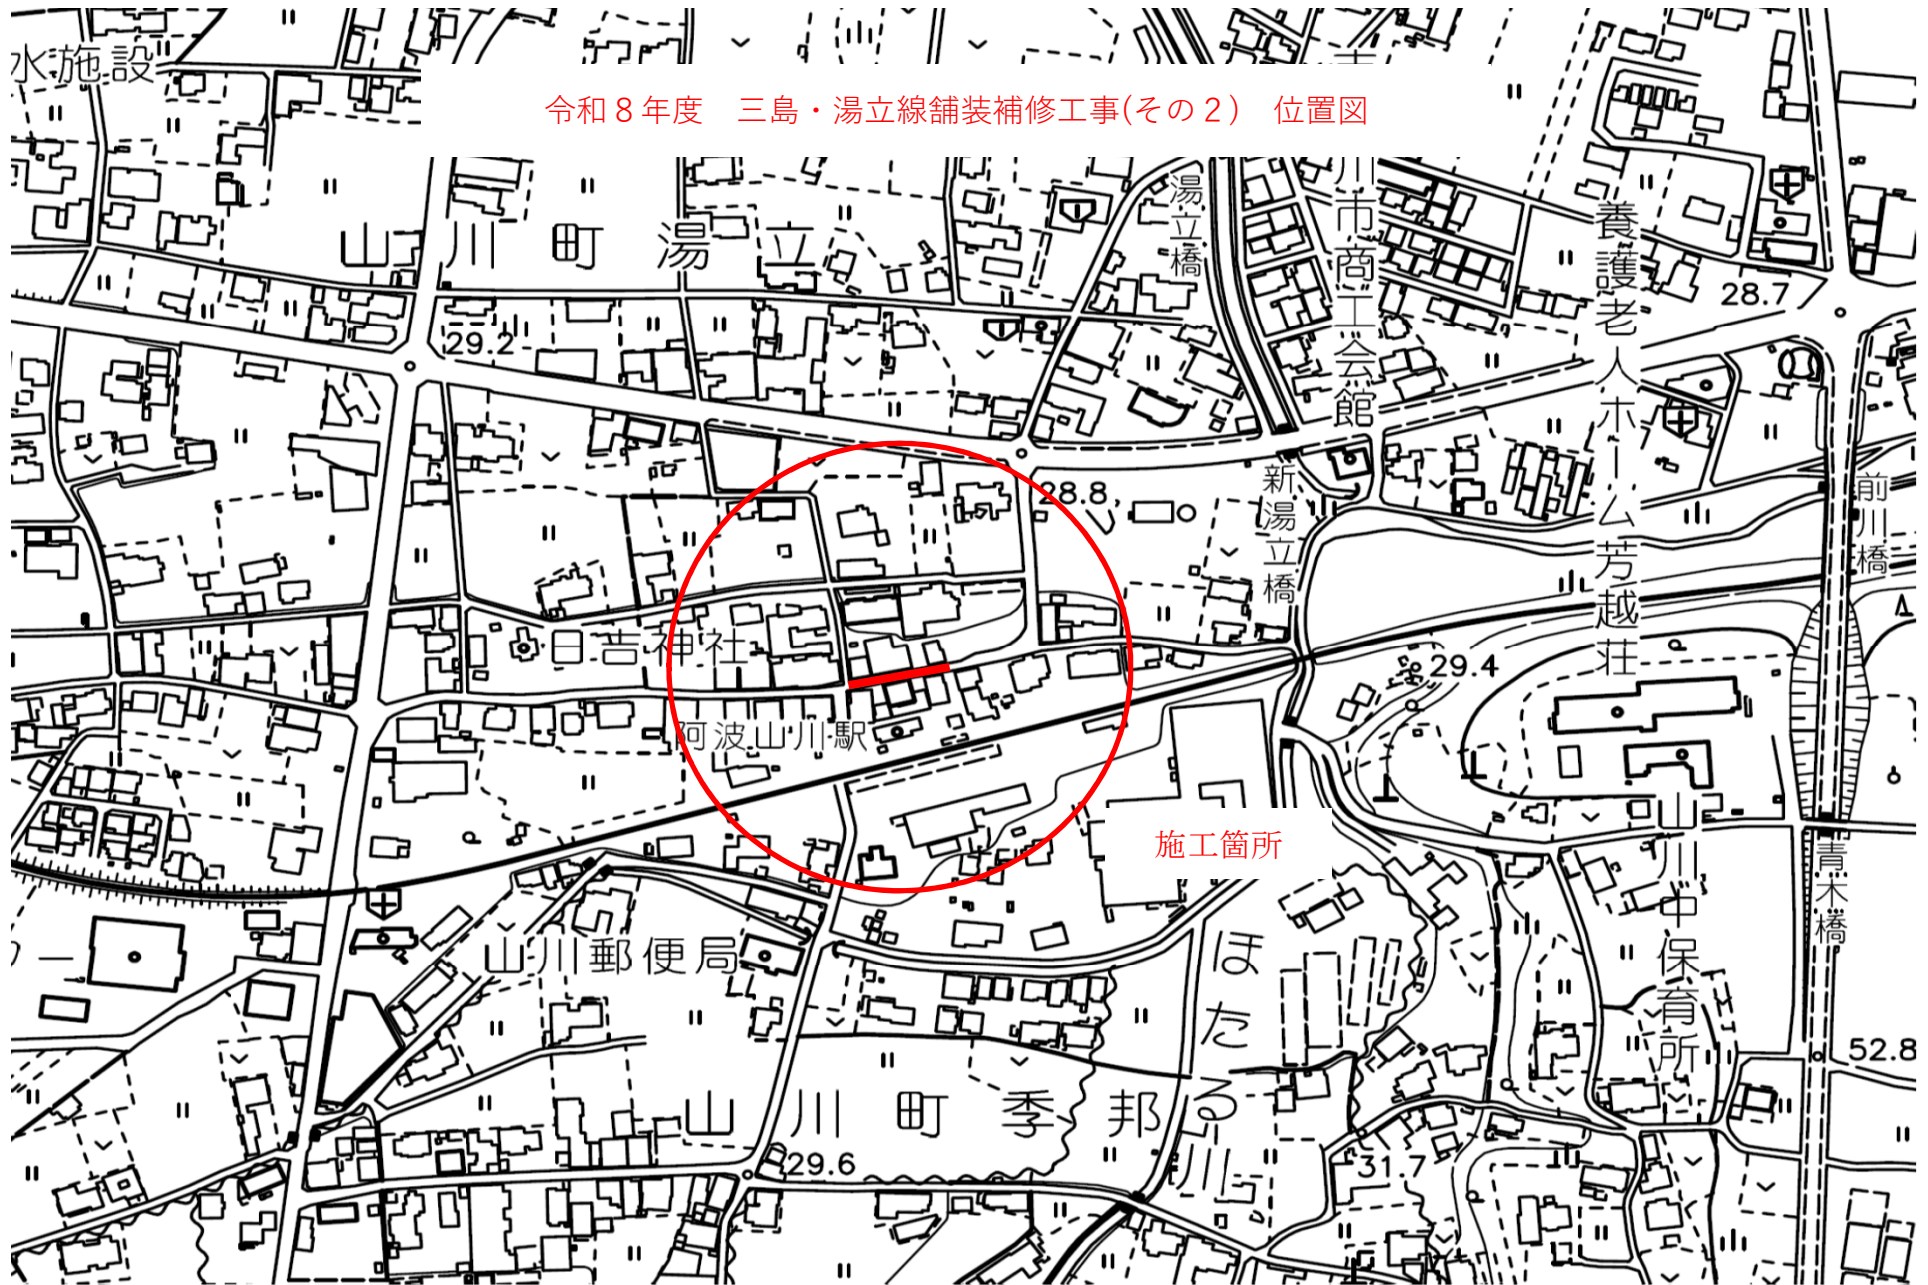 水施設
令和８年度　三島・湯立線舗装補修工事(その２)　位置図
山川町湯立
湯立橋
川市商工会館
養護老人ホーム芳越荘
28.7
29.2
28.8
新湯立橋
前川橋
日吉神社
29.4
阿波山川駅
施工箇所
山川中保育所
青木橋
山川郵便局
ほたる川
52.8
山川町季邦
29.6
31.7